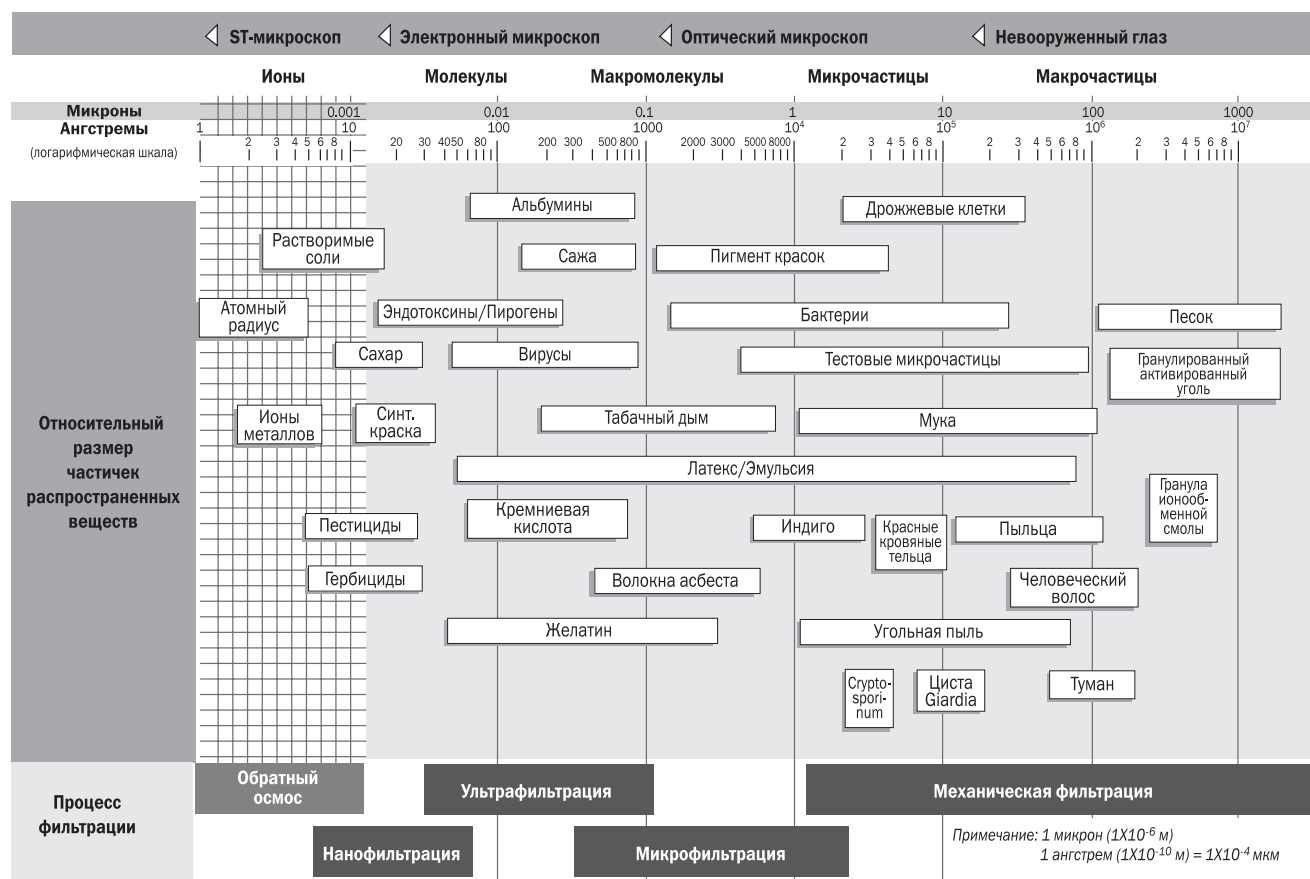 ST-микроскоп Электронный микроскоп Оптический микроскоп Невооруженный глаз
Ионы Молекулы Макромолекулы Микрочастицы Макрочастицы
Микроны 0.001 0.01 0.1 1 10 100 1000
Ангстремы 1 10 100 1000 10⁴ 10⁵ 10⁶ 10⁷
(логарифмическая шкала) 2 3 4 5 6 8 20 30 40 50 80 200 300 500 800 2000 3000 5000 8000 2 3 4 5 6 8 2 3 4 5 6 8 2 3 4 5 6 8
Альбумины
Дрожжевые клетки
Растворимые
соли
Сажа
Пигмент красок
Атомный
радиус
Эндотоксины/Пирогены
Бактерии
Песок
Сахар
Вирусы
Тестовые микрочастицы
Гранулированный
активированный
уголь
Относительный
размер
частичек
распространенных
веществ
Ионы
металлов
Синт.
краска
Табачный дым
Мука
Латекс/Эмульсия
Гранула
ионооб-
менной
смолы
Пестициды
Кремниевая
кислота
Индиго
Красные
кровяные
тельца
Пыльца
Гербициды
Волокна асбеста
Человеческий
волос
Желатин
Угольная пыль
Crypto-
spori-
num
Циста
Giardia
Туман
Процесс
фильтрации
Обратный
осмос
Ультрафильтрация
Механическая фильтрация
Нанофильтрация
Микрофильтрация
Примечание: 1 микрон (1X10⁻⁶ м)
1 ангстрем (1X10⁻¹⁰ м) = 1X10⁻⁴ мкм